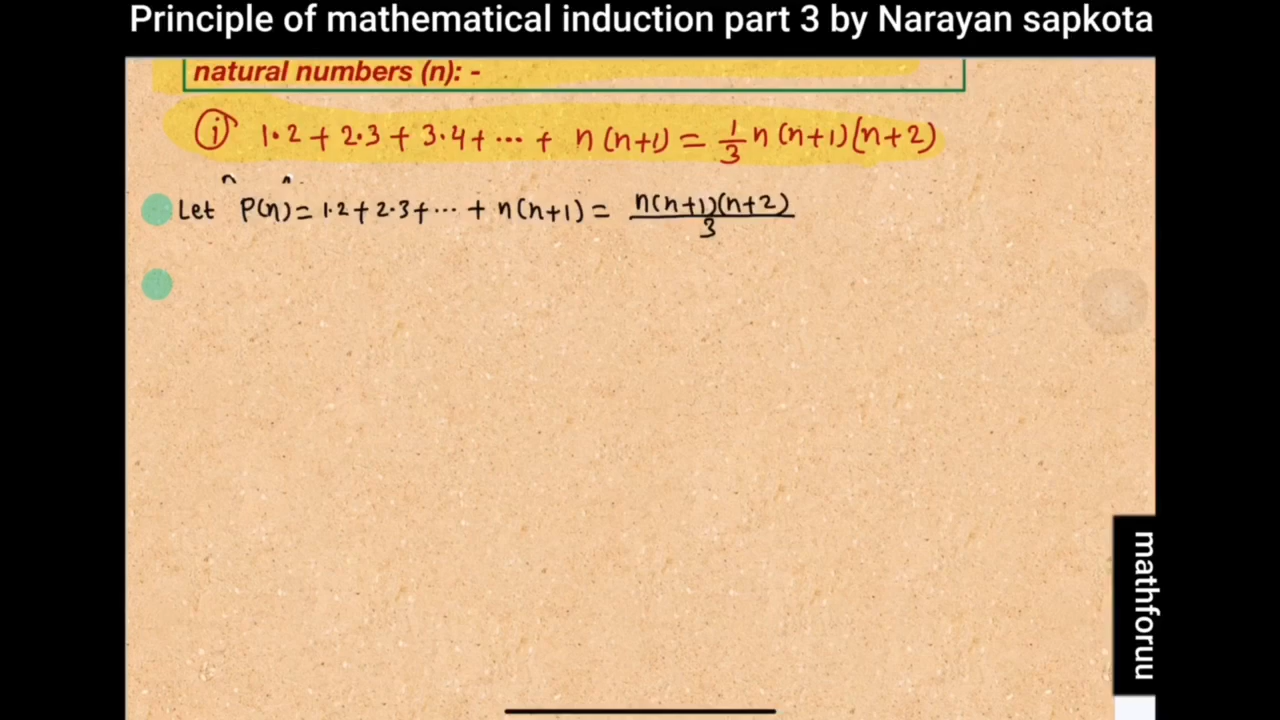 Principle of mathematical induction part 3 by Narayan sapkota
natural numbers (n): -
(i) 1·2 + 2·3 + 3·4 + ... + n(n+1) = 1/3 n(n+1)(n+2)
Let P(n) = 1·2 + 2·3 + ... + n(n+1) = n(n+1)(n+2)/3
mathforuu